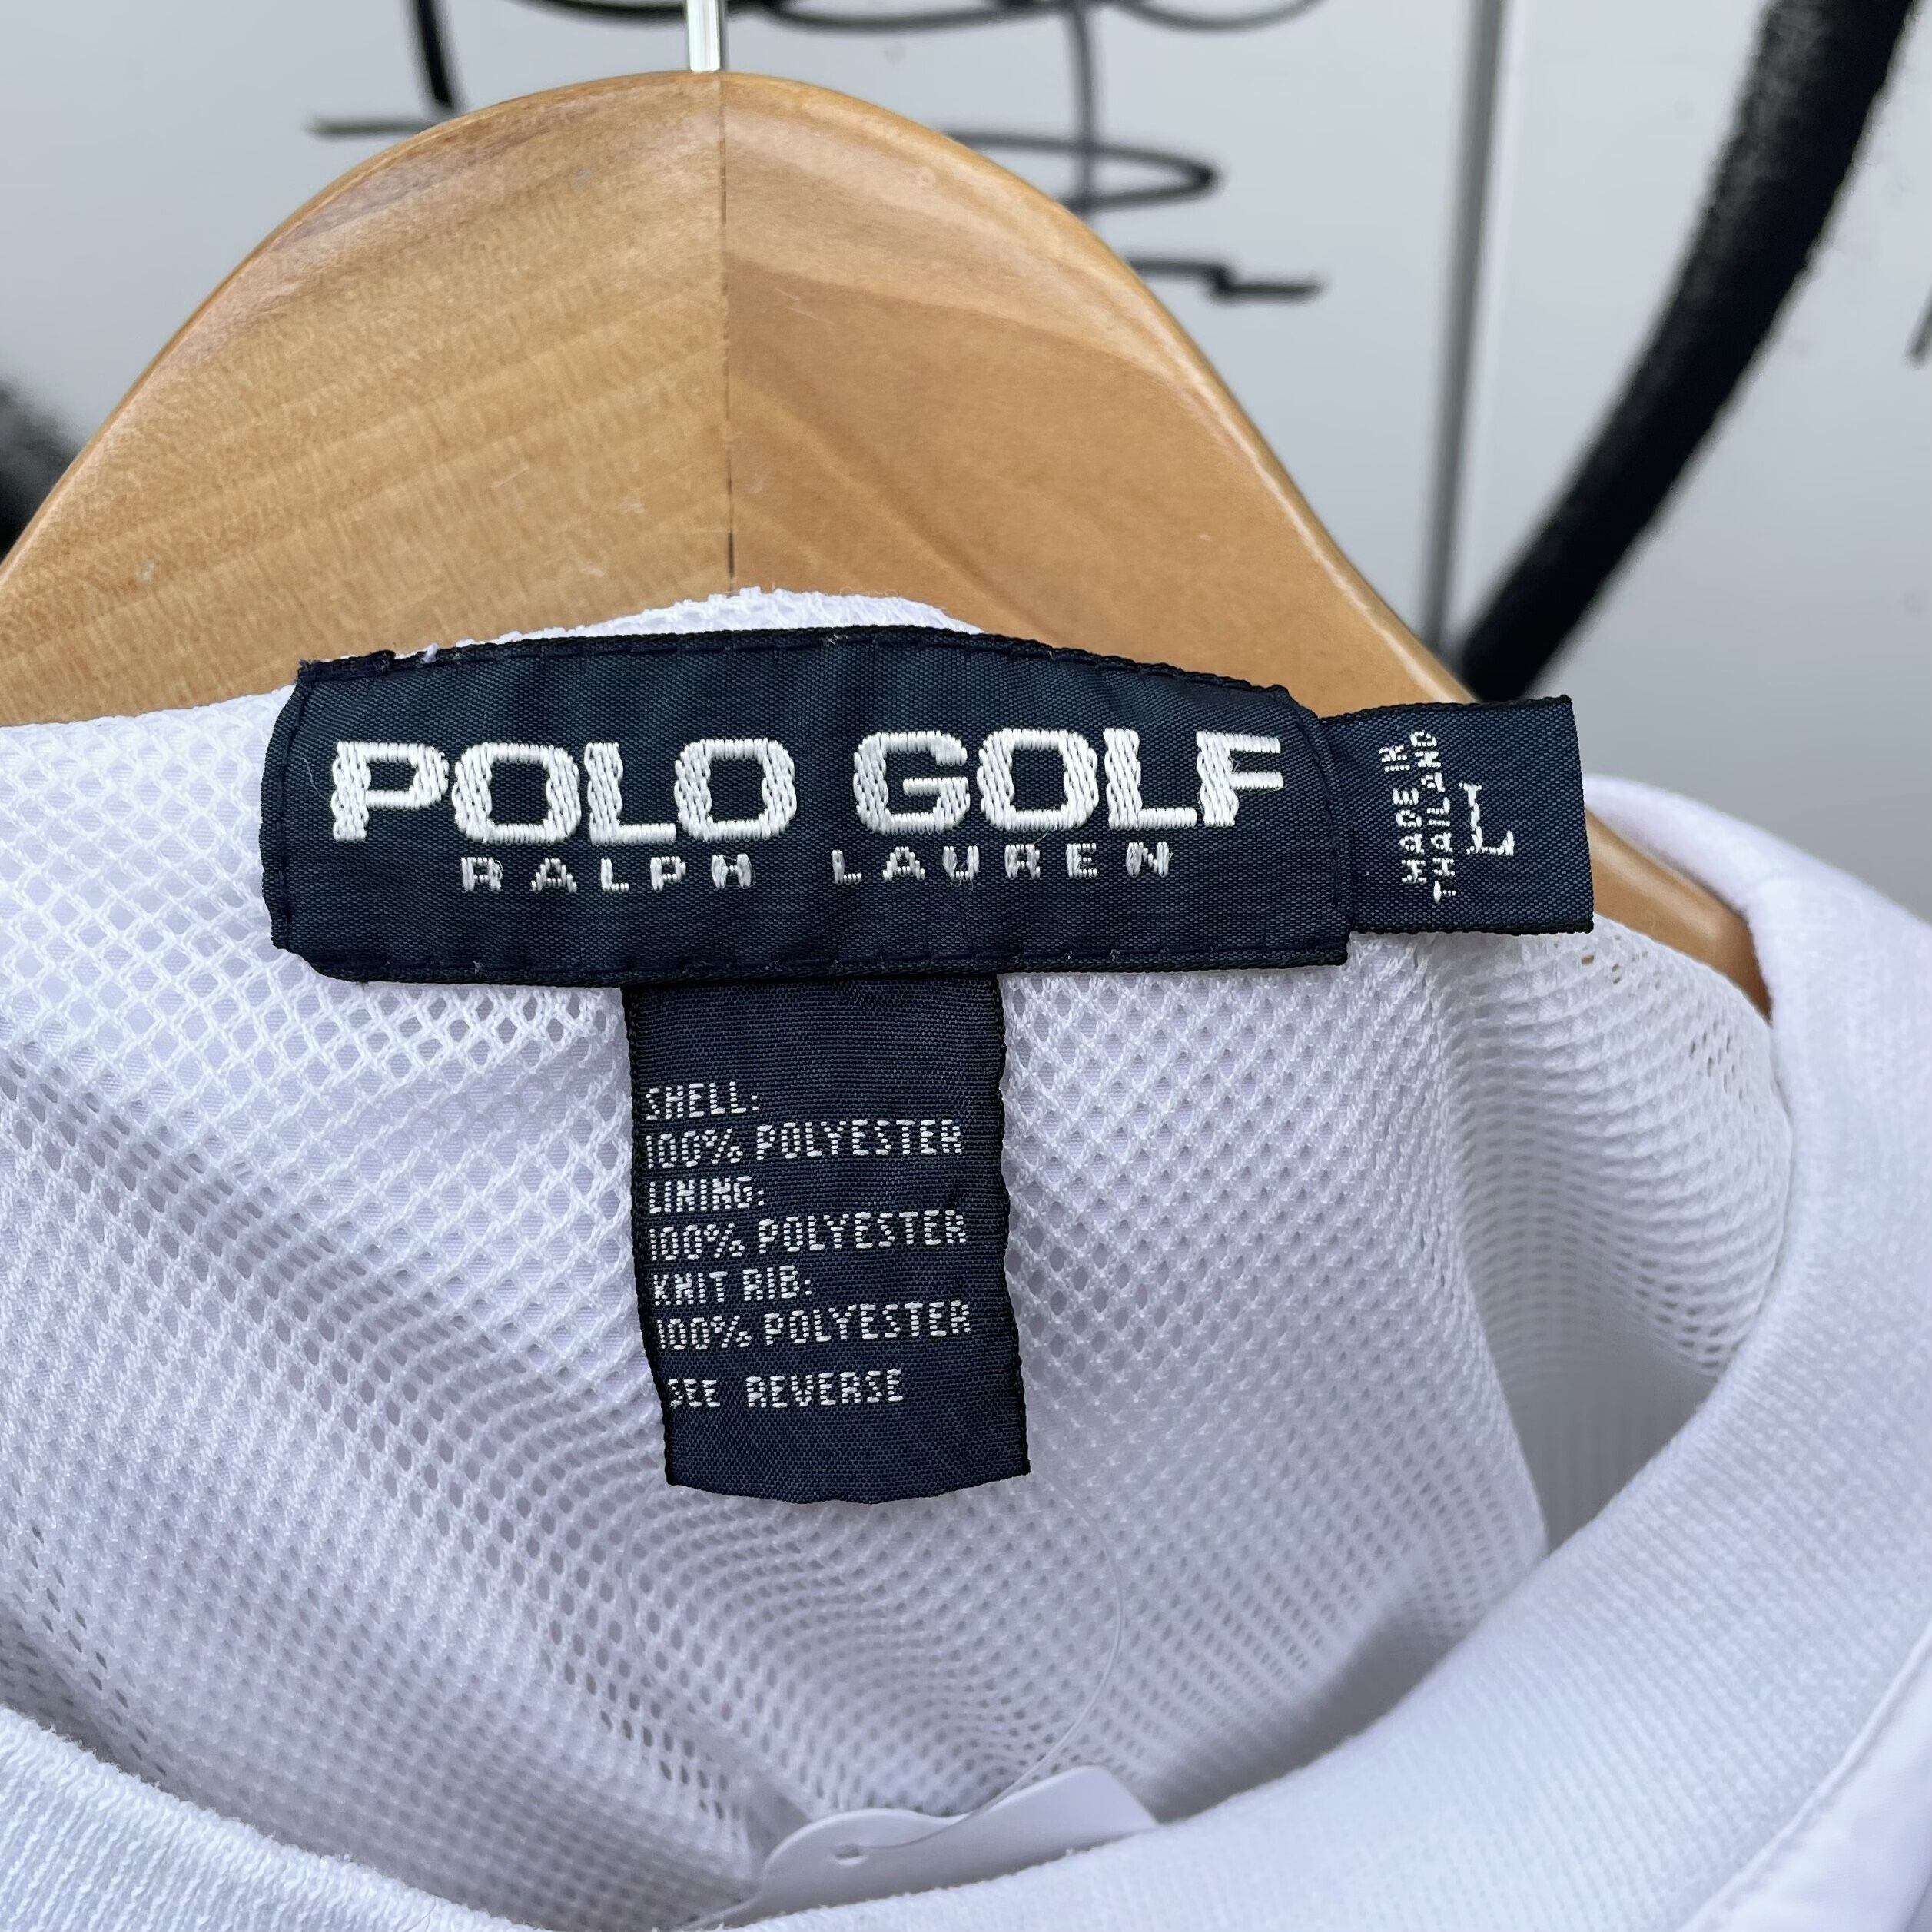 POLO GOLF
RALPH LAUREN
MADE IN
THAILAND
L
SHELL:
100% POLYESTER
LINING:
100% POLYESTER
KNIT RIB:
100% POLYESTER
SEE REVERSE